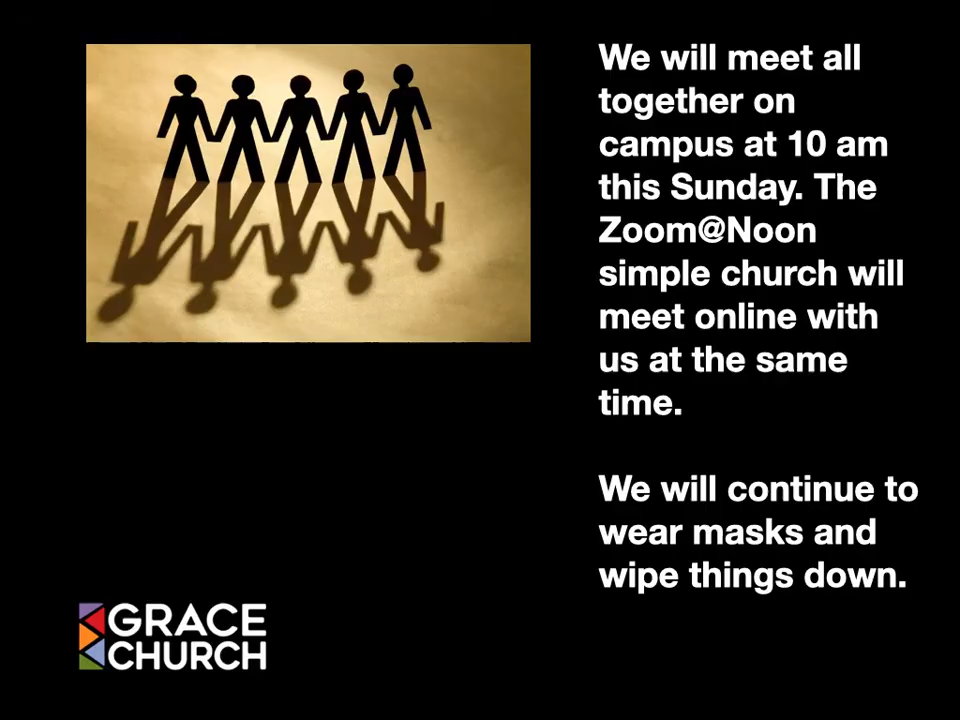 We will meet all
together on
campus at 10 am
this Sunday. The
Zoom@Noon
simple church will
meet online with
us at the same
time.
We will continue to
wear masks and
wipe things down.
GRACE
CHURCH